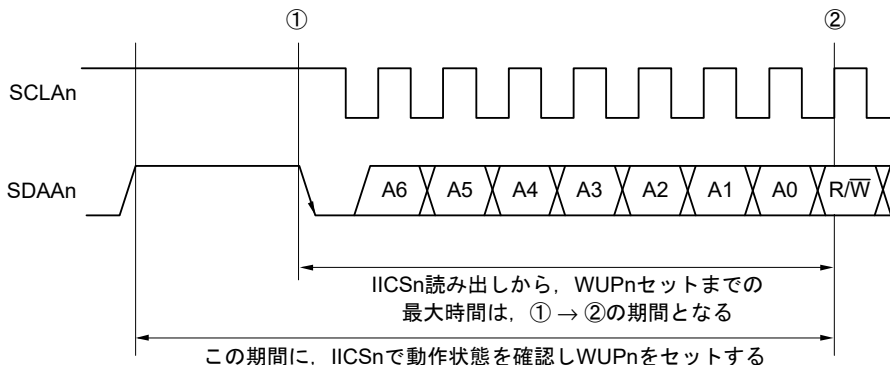 ① ②
SCLAn
SDAAn A6 A5 A4 A3 A2 A1 A0 R/W̅
IICSn読み出しから，WUPnセットまでの
最大時間は，① → ②の期間となる
この期間に，IICSnで動作状態を確認しWUPnをセットする